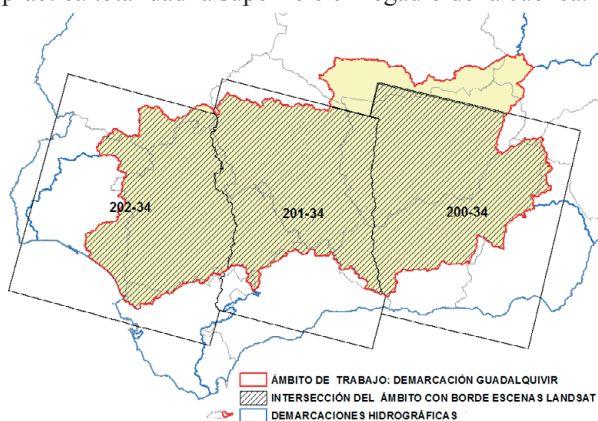 202-34
201-34
200-34
ÁMBITO DE TRABAJO: DEMARCACIÓN GUADALQUIVIR
INTERSECCIÓN DEL ÁMBITO CON BORDE ESCENAS LANDSAT
DEMARCACIONES HIDROGRÁFICAS